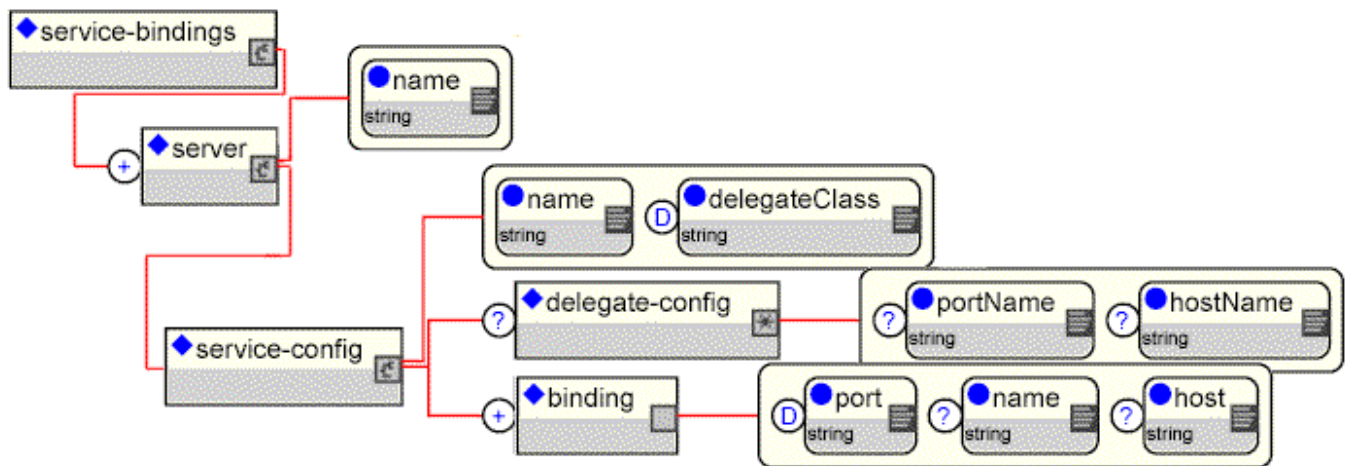 service-bindings
name
string
+
server
name
string
D
delegateClass
string
?
delegate-config
?
portName
string
?
hostName
string
service-config
+
binding
D
port
string
?
name
string
?
host
string